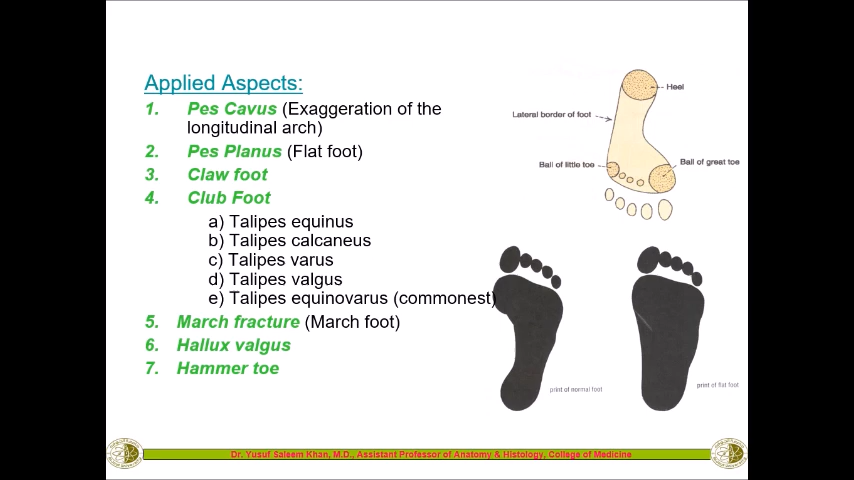 Applied Aspects:
1. Pes Cavus (Exaggeration of the
longitudinal arch)
2. Pes Planus (Flat foot)
3. Claw foot
4. Club Foot
a) Talipes equinus
b) Talipes calcaneus
c) Talipes varus
d) Talipes valgus
e) Talipes equinovarus (commonest)
5. March fracture (March foot)
6. Hallux valgus
7. Hammer toe
Heel
Lateral border of foot
Ball of little toe
Ball of great toe
print of normal foot
print of flat foot
Dr. Yusuf Saleem Khan, M.D., Assistant Professor of Anatomy & Histology, College of Medicine